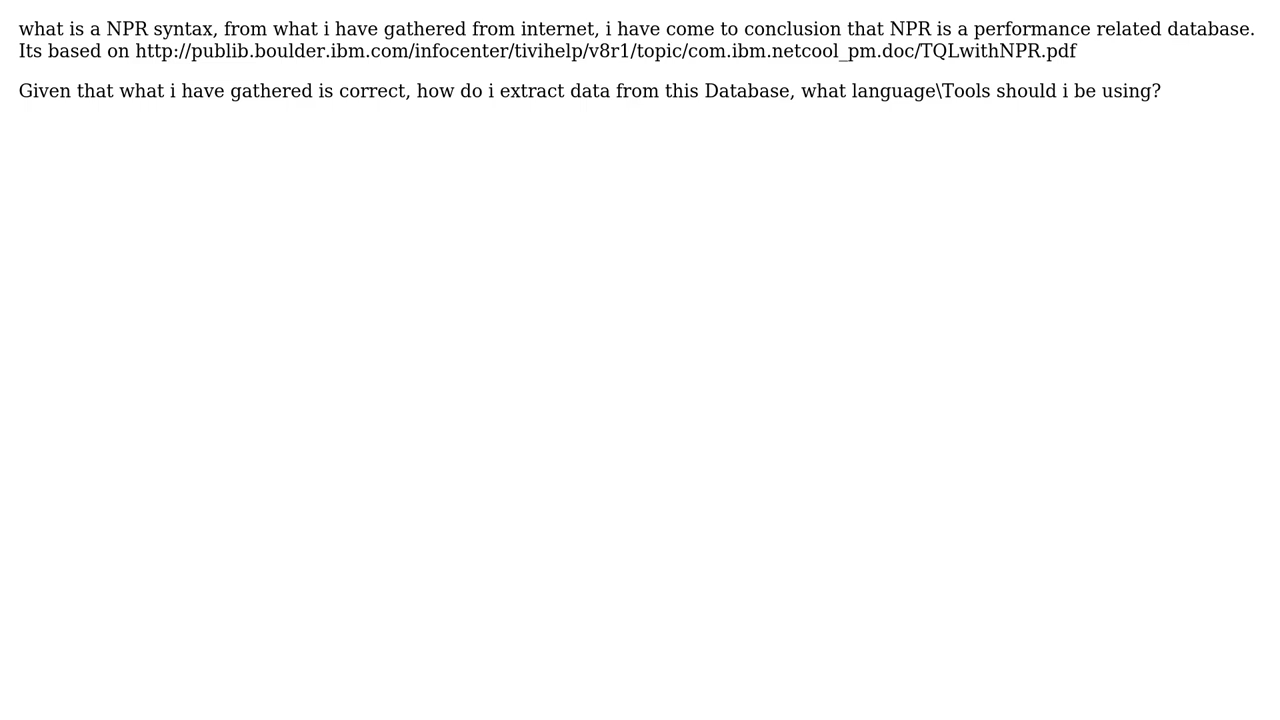 what is a NPR syntax, from what i have gathered from internet, i have come to conclusion that NPR is a performance related database.
Its based on http://publib.boulder.ibm.com/infocenter/tivihelp/v8r1/topic/com.ibm.netcool_pm.doc/TQLwithNPR.pdf
Given that what i have gathered is correct, how do i extract data from this Database, what language\Tools should i be using?